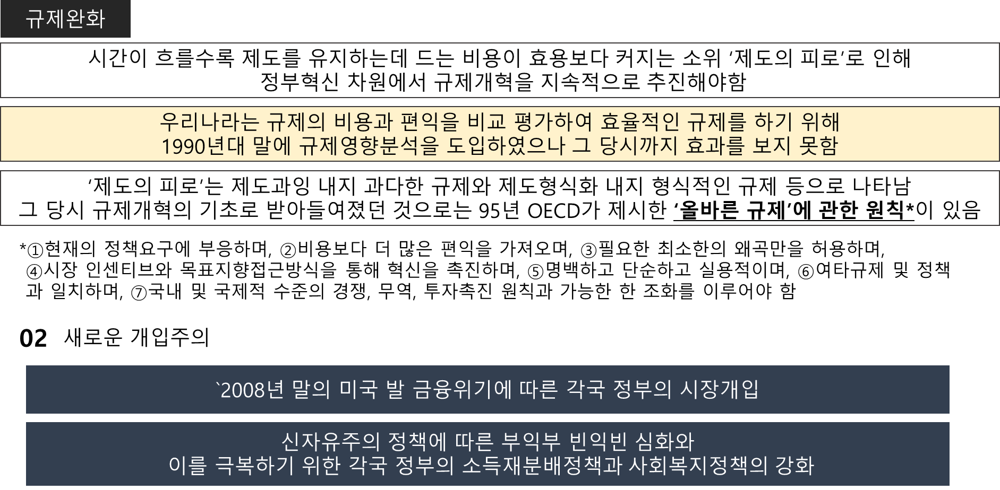 규제완화
시간이 흐를수록 제도를 유지하는데 드는 비용이 효용보다 커지는 소위 ‘제도의 피로’로 인해
정부혁신 차원에서 규제개혁을 지속적으로 추진해야함
우리나라는 규제의 비용과 편익을 비교 평가하여 효율적인 규제를 하기 위해
1990년대 말에 규제영향분석을 도입하였으나 그 당시까지 효과를 보지 못함
‘제도의 피로’는 제도과잉 내지 과다한 규제와 제도형식화 내지 형식적인 규제 등으로 나타남
그 당시 규제개혁의 기초로 받아들여졌던 것으로는 95년 OECD가 제시한 ‘올바른 규제’에 관한 원칙*이 있음
*①현재의 정책요구에 부응하며, ②비용보다 더 많은 편익을 가져오며, ③필요한 최소한의 왜곡만을 허용하며,
④시장 인센티브와 목표지향접근방식을 통해 혁신을 촉진하며, ⑤명백하고 단순하고 실용적이며, ⑥여타규제 및 정책
과 일치하며, ⑦국내 및 국제적 수준의 경쟁, 무역, 투자촉진 원칙과 가능한 한 조화를 이루어야 함
02 새로운 개입주의
`2008년 말의 미국 발 금융위기에 따른 각국 정부의 시장개입
신자유주의 정책에 따른 부익부 빈익빈 심화와
이를 극복하기 위한 각국 정부의 소득재분배정책과 사회복지정책의 강화